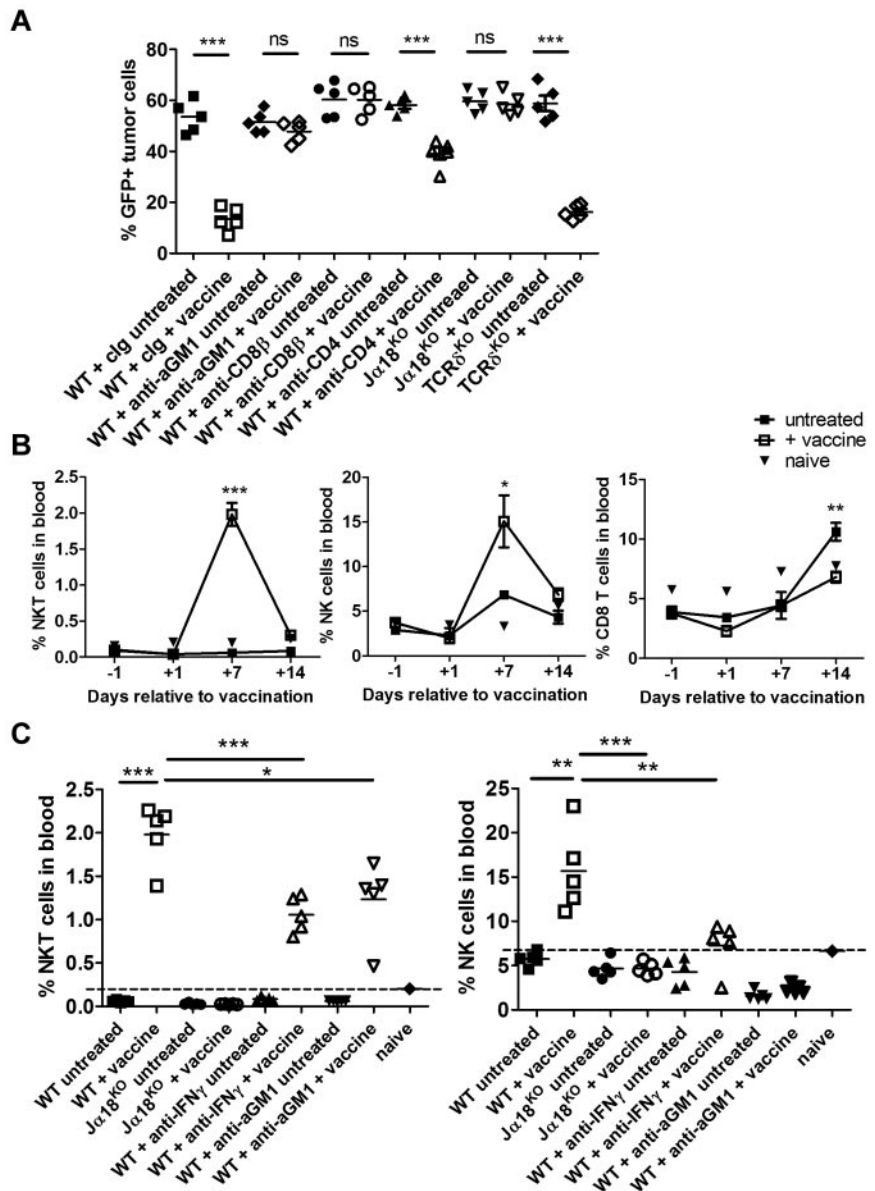 A
*** ns ns *** ns ***
% GFP+ tumor cells
80
60
40
20
0
WT + cIg untreated
WT + cIg + vaccine
WT + anti-aGM1 untreated
WT + anti-aGM1 + vaccine
WT + anti-CD8β untreated
WT + anti-CD8β + vaccine
WT + anti-CD4 untreated
WT + anti-CD4 + vaccine
Jα18KO untreaed
Jα18KO + vaccine
TCRδKO untreated
TCRδKO + vaccine
untreated
+ vaccine
naive
B
% NKT cells in blood
2.5
2.0
1.5
1.0
0.5
0.0
***
-1 +1 +7 +14
Days relative to vaccination
% NK cells in blood
20
15
10
5
0
*
-1 +1 +7 +14
Days relative to vaccination
% CD8 T cells in blood
15
10
5
0
**
-1 +1 +7 +14
Days relative to vaccination
C
% NKT cells in blood
2.5
2.0
1.5
1.0
0.5
0.0
***
***
*
WT untreated
WT + vaccine
Jα18KO untreated
Jα18KO + vaccine
WT + anti-IFNγ untreated
WT + anti-IFNγ + vaccine
WT + anti-aGM1 untreated
WT + anti-aGM1 + vaccine
naive
% NK cells in blood
25
20
15
10
5
0
**
***
**
WT untreated
WT + vaccine
Jα18KO untreated
Jα18KO + vaccine
WT + anti-IFNγ untreated
WT + anti-IFNγ + vaccine
WT + anti-aGM1 untreated
WT + anti-aGM1 + vaccine
naive